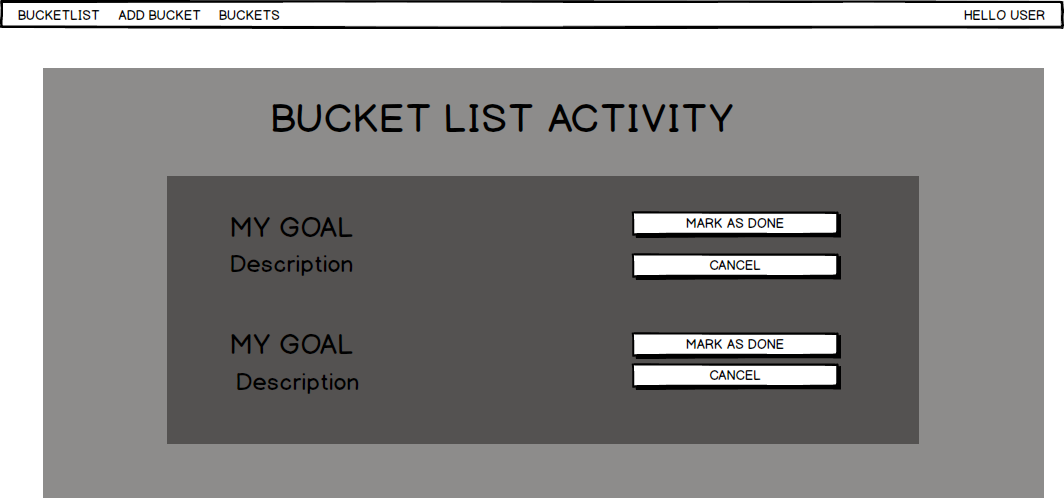 BUCKETLIST ADD BUCKET BUCKETS HELLO USER
BUCKET LIST ACTIVITY
MY GOAL MARK AS DONE
Description CANCEL
MY GOAL MARK AS DONE
Description CANCEL